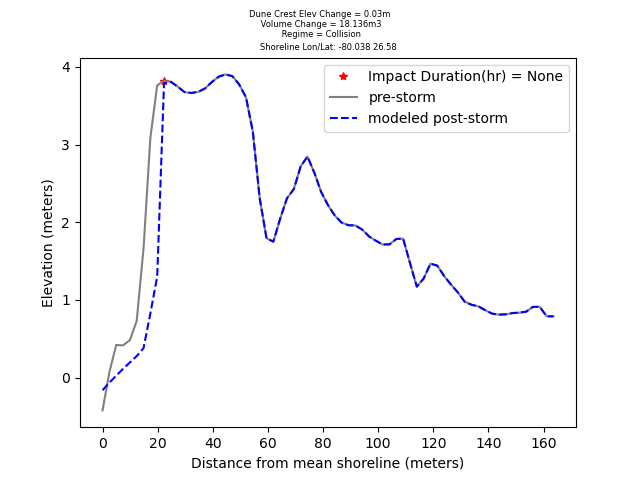 Dune Crest Elev Change = 0.03m
Volume Change = 18.136m3
Regime = Collision
Shoreline Lon/Lat: -80.038 26.58
Impact Duration(hr) = None
pre-storm
modeled post-storm
Elevation (meters)
4
3
2
1
0
0 20 40 60 80 100 120 140 160
Distance from mean shoreline (meters)